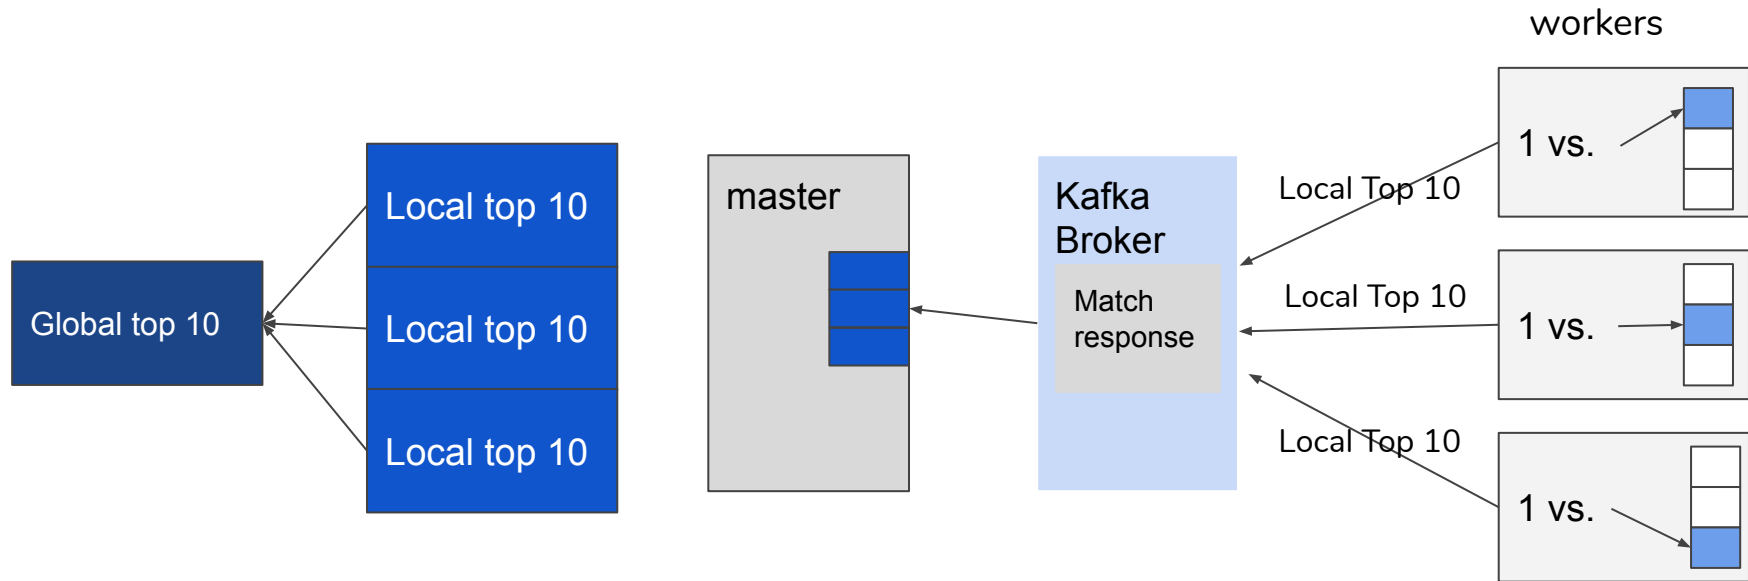 workers
1 vs.
Local Top 10
Local top 10
master
Kafka
Broker
Global top 10
Local top 10
Match
response
Local Top 10
1 vs.
Local top 10
Local Top 10
1 vs.